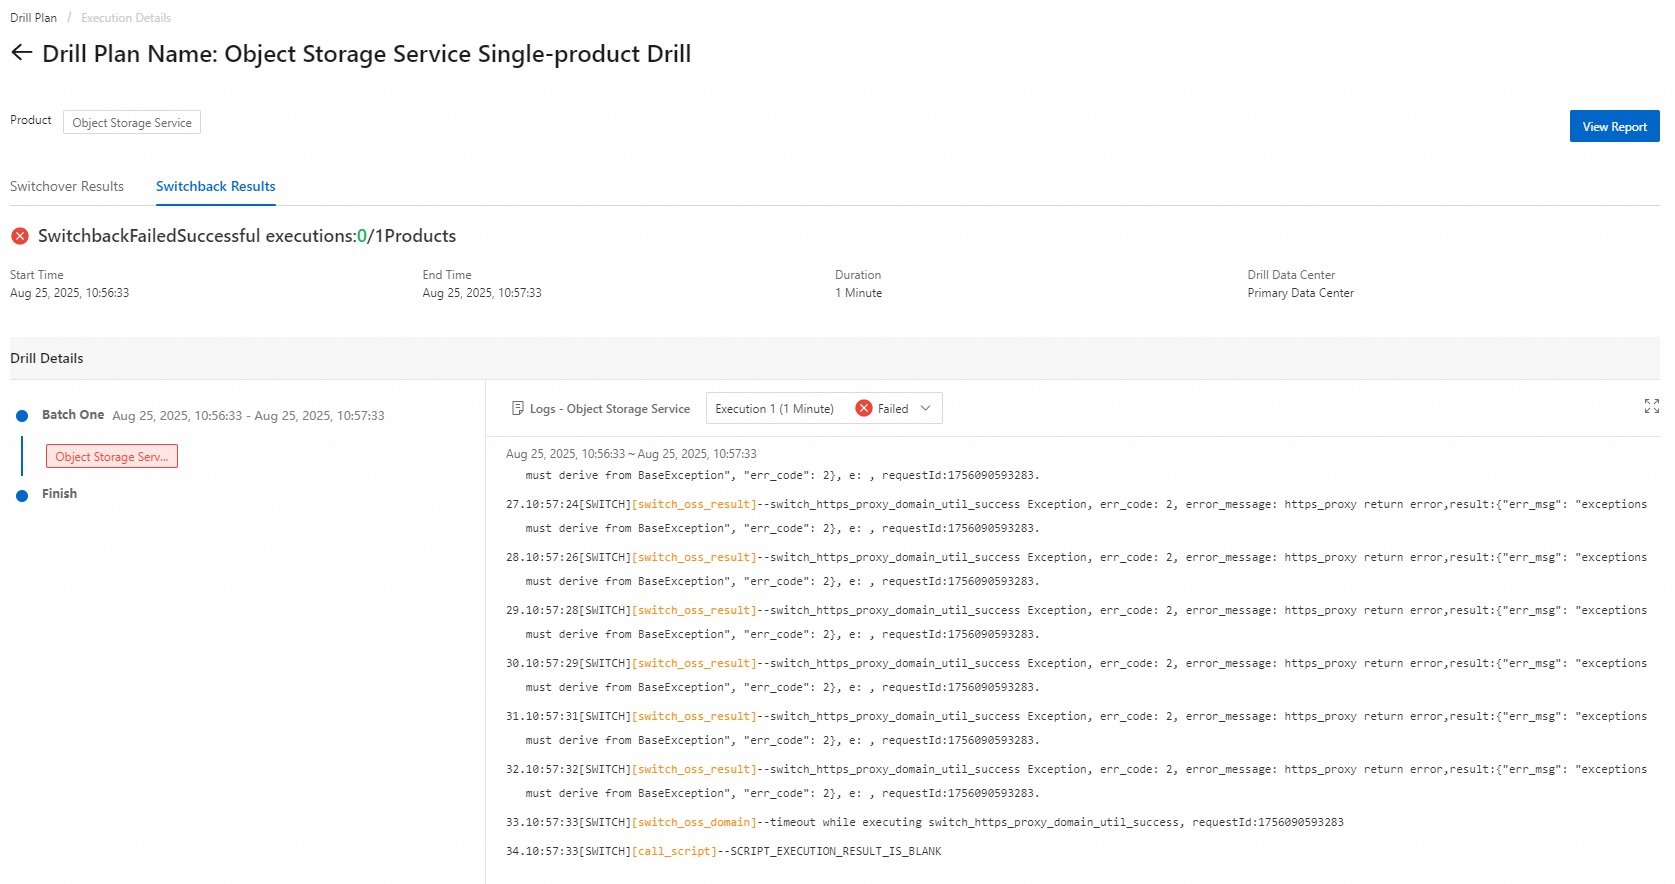 Drill Plan / Execution Details
← Drill Plan Name: Object Storage Service Single-product Drill
Product Object Storage Service
View Report
Switchover Results Switchback Results
SwitchbackFailedSuccessful executions:0/1Products
Start Time End Time Duration Drill Data Center
Aug 25, 2025, 10:56:33 Aug 25, 2025, 10:57:33 1 Minute Primary Data Center
Drill Details
Batch One Aug 25, 2025, 10:56:33 - Aug 25, 2025, 10:57:33
Object Storage Serv...
Finish
Logs - Object Storage Service Execution 1 (1 Minute) Failed
Aug 25, 2025, 10:56:33 ~ Aug 25, 2025, 10:57:33
must derive from BaseException", "err_code": 2}, e: , requestId:1756090593283.
27.10:57:24[SWITCH][switch_oss_result]--switch_https_proxy_domain_util_success Exception, err_code: 2, error_message: https_proxy return error,result:{"err_msg": "exceptions
must derive from BaseException", "err_code": 2}, e: , requestId:1756090593283.
28.10:57:26[SWITCH][switch_oss_result]--switch_https_proxy_domain_util_success Exception, err_code: 2, error_message: https_proxy return error,result:{"err_msg": "exceptions
must derive from BaseException", "err_code": 2}, e: , requestId:1756090593283.
29.10:57:28[SWITCH][switch_oss_result]--switch_https_proxy_domain_util_success Exception, err_code: 2, error_message: https_proxy return error,result:{"err_msg": "exceptions
must derive from BaseException", "err_code": 2}, e: , requestId:1756090593283.
30.10:57:29[SWITCH][switch_oss_result]--switch_https_proxy_domain_util_success Exception, err_code: 2, error_message: https_proxy return error,result:{"err_msg": "exceptions
must derive from BaseException", "err_code": 2}, e: , requestId:1756090593283.
31.10:57:31[SWITCH][switch_oss_result]--switch_https_proxy_domain_util_success Exception, err_code: 2, error_message: https_proxy return error,result:{"err_msg": "exceptions
must derive from BaseException", "err_code": 2}, e: , requestId:1756090593283.
32.10:57:32[SWITCH][switch_oss_result]--switch_https_proxy_domain_util_success Exception, err_code: 2, error_message: https_proxy return error,result:{"err_msg": "exceptions
must derive from BaseException", "err_code": 2}, e: , requestId:1756090593283.
33.10:57:33[SWITCH][switch_oss_domain]--timeout while executing switch_https_proxy_domain_util_success, requestId:1756090593283
34.10:57:33[SWITCH][call_script]--SCRIPT_EXECUTION_RESULT_IS_BLANK